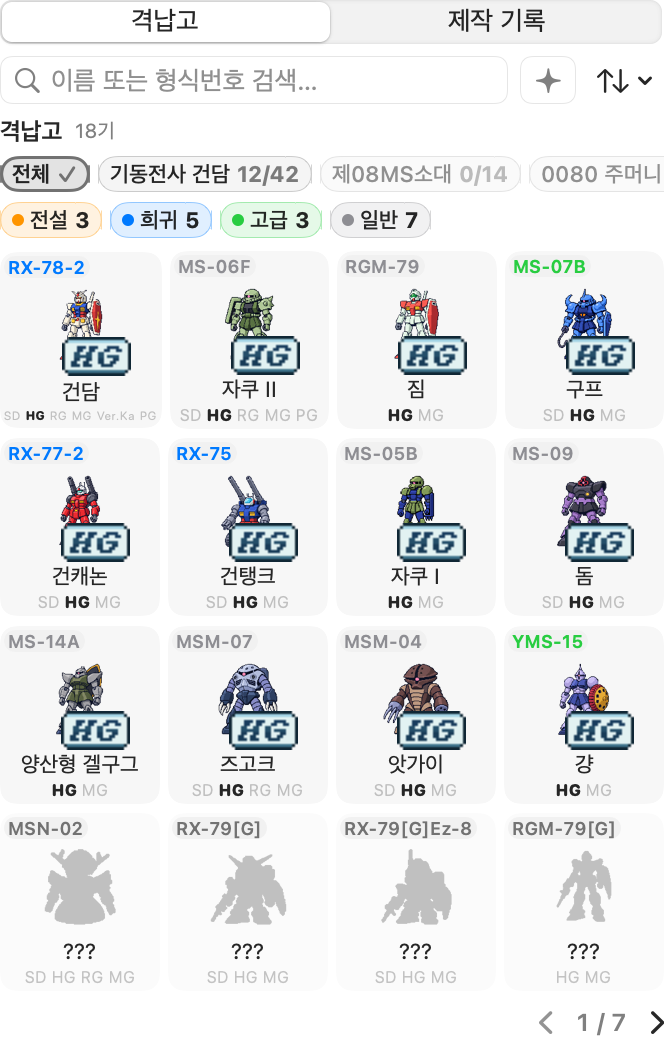 격납고 제작 기록
이름 또는 형식번호 검색...
격납고 18기
전체 기동전사 건담 12/42 제08MS소대 0/14 0080 주머니
전설 3 희귀 5 고급 3 일반 7
RX-78-2 MS-06F RGM-79 MS-07B
HG HG HG HG
건담 자쿠 II 짐 구프
SD HG RG MG Ver.Ka PG SD HG RG MG PG HG MG SD HG MG
RX-77-2 RX-75 MS-05B MS-09
HG HG HG HG
건캐논 건탱크 자쿠 I 돔
SD HG MG SD HG MG HG MG SD HG MG
MS-14A MSM-07 MSM-04 YMS-15
HG HG HG HG
양산형 겔구그 즈고크 앗가이 걍
HG MG SD HG RG MG SD HG MG HG MG
MSN-02 RX-79[G] RX-79[G]Ez-8 RGM-79[G]
??? ??? ??? ???
SD HG RG MG SD HG MG SD HG MG HG MG
1 / 7